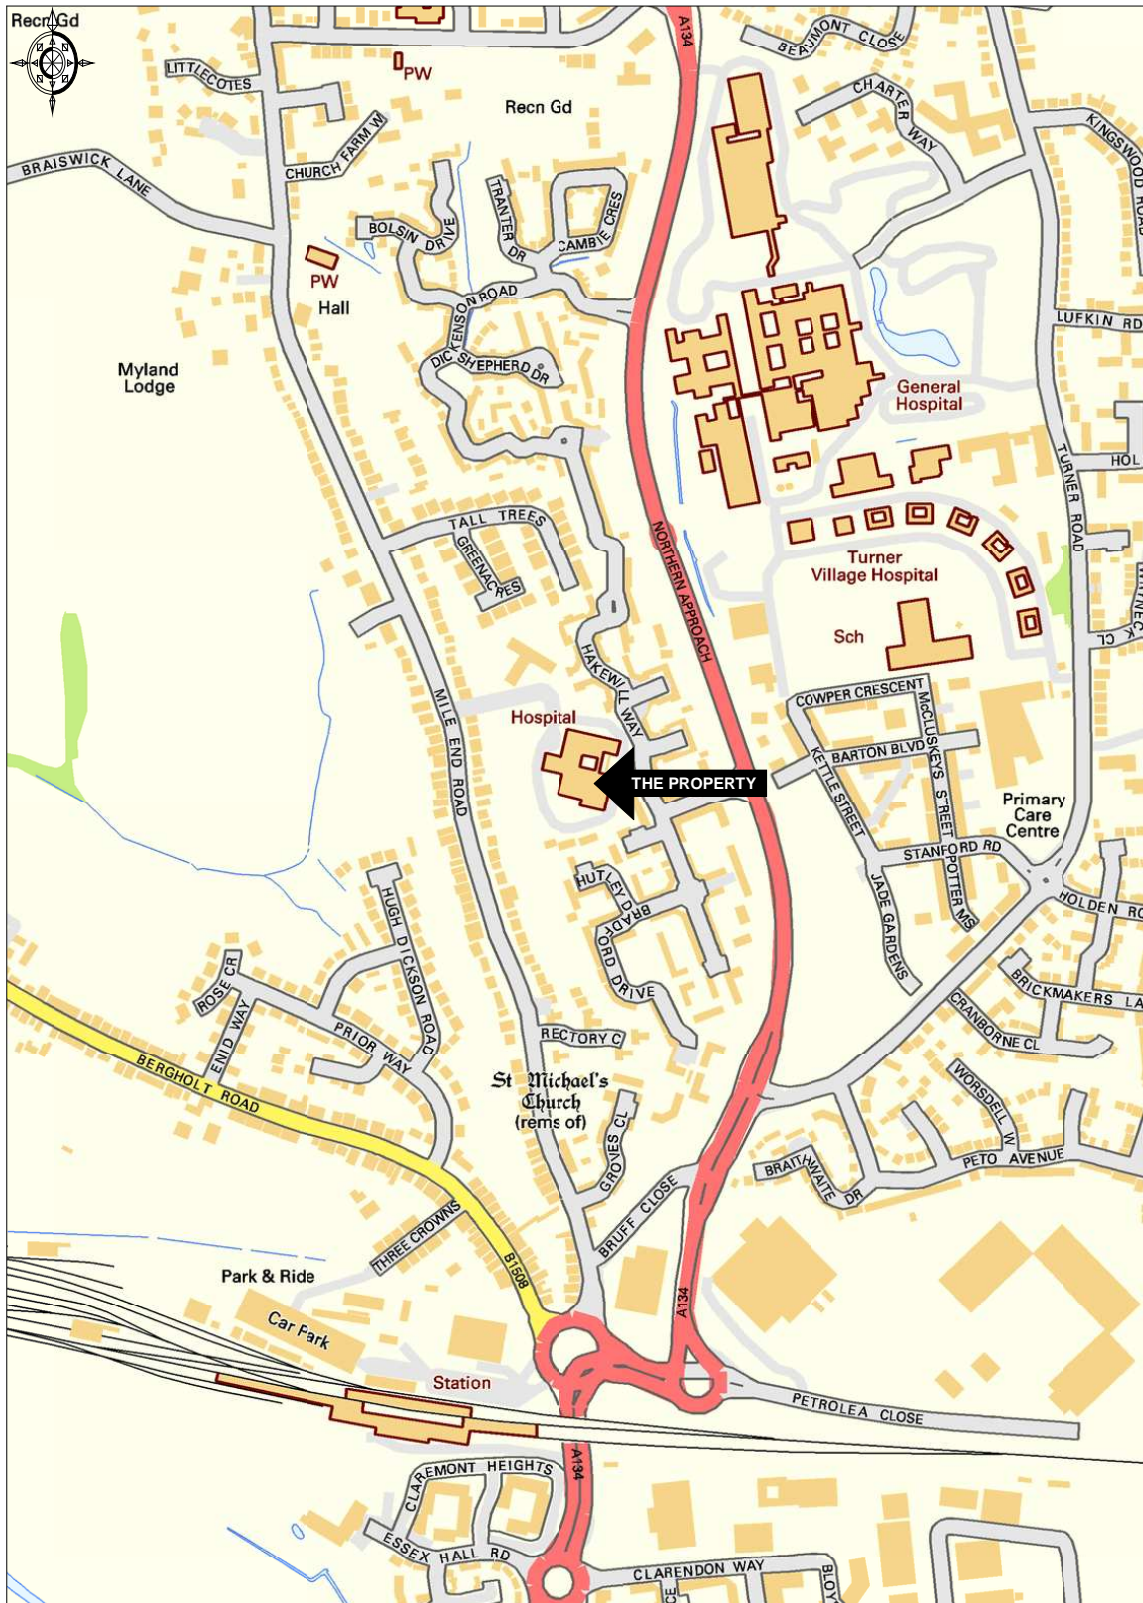 Recn Gd
A134
BEAUMONT CLOSE
LITTLECOTES
PW
Recn Gd
CHARTER WAY
KINGSWOOD ROAD
BRAISWICK LANE
CHURCH FARM W
TRANTER DR
CAMBIE CRES
BOLSIN DRIVE
PW
Hall
DICKENSON ROAD
LUFKIN RD
Myland
Lodge
DICK SHEPHERD DR
General
Hospital
TURNER ROAD
HOL
TALL TREES
GREENACRES
NORTHERN APPROACH
Turner
Village Hospital
Sch
HAKEWILL WAY
COWPER CRESCENT
McCLUSKEYS STREET
MILE END ROAD
Hospital
BARTON BLVD
KETTLE STREET
THE PROPERTY
Primary
Care
Centre
STANFORD RD
POTTER MS
HUTLEY D
BRADFORD DRIVE
JADE GARDENS
HUGH DICKSON ROAD
ROSE CR
ENID WAY
PRIOR WAY
BRICKMAKERS LA
CRANBORNE CL
RECTORY C
BERGHOLT ROAD
St Michael's
Church
(rems of)
GROVES CL
WORSDELL W
PETO AVENUE
BRAITHWAITE DR
BRUFF CLOSE
THREE CROWNS
B1508
Park & Ride
A134
Car Park
Station
PETROLEA CLOSE
CLAREMONT HEIGHTS
A134
ESSEX HALL RD
CLARENDON WAY